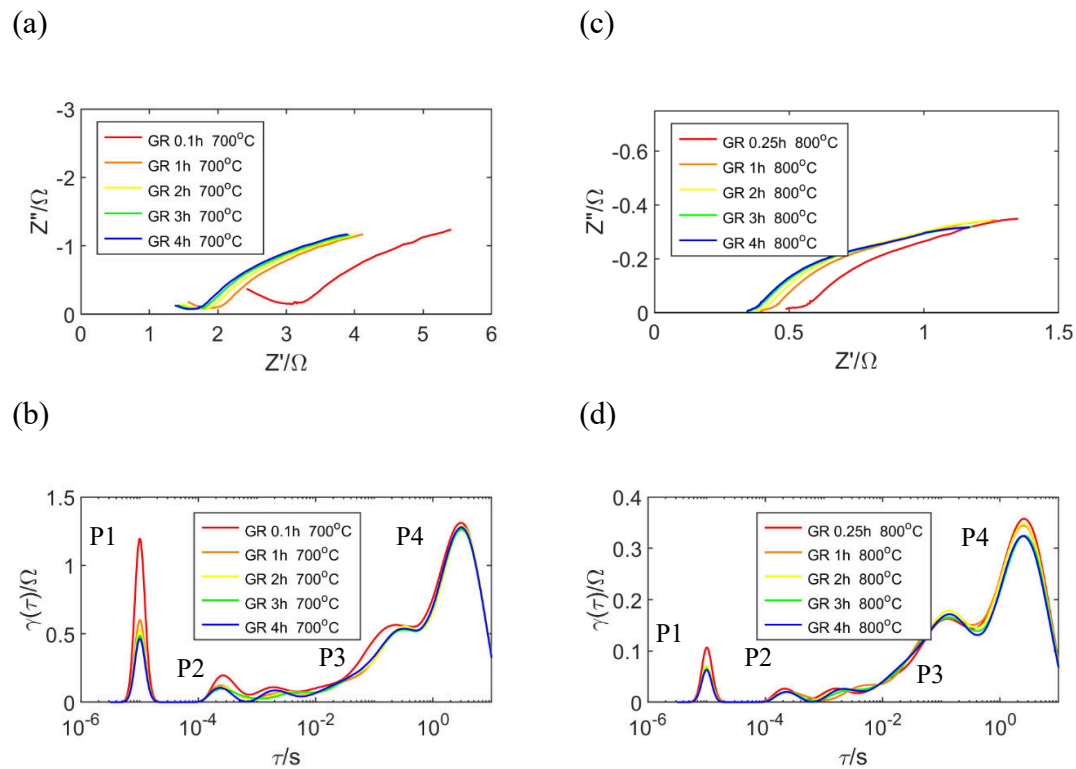 (a)
-3
-2
-1
0
Z"/Ω
GR 0.1h 700°C
GR 1h 700°C
GR 2h 700°C
GR 3h 700°C
GR 4h 700°C
0 1 2 3 4 5 6
Z'/Ω
(c)
-0.6
-0.4
-0.2
0
Z"/Ω
GR 0.25h 800°C
GR 1h 800°C
GR 2h 800°C
GR 3h 800°C
GR 4h 800°C
0 0.5 1 1.5
Z'/Ω
(b)
1.5
1
0.5
0
γ(τ)/Ω
P1
P2
P3
P4
GR 0.1h 700°C
GR 1h 700°C
GR 2h 700°C
GR 3h 700°C
GR 4h 700°C
10⁻⁶ 10⁻⁴ 10⁻² 10⁰
τ/s
(d)
0.4
0.3
0.2
0.1
0
γ(τ)/Ω
P1
P2
P3
P4
GR 0.25h 800°C
GR 1h 800°C
GR 2h 800°C
GR 3h 800°C
GR 4h 800°C
10⁻⁶ 10⁻⁴ 10⁻² 10⁰
τ/s